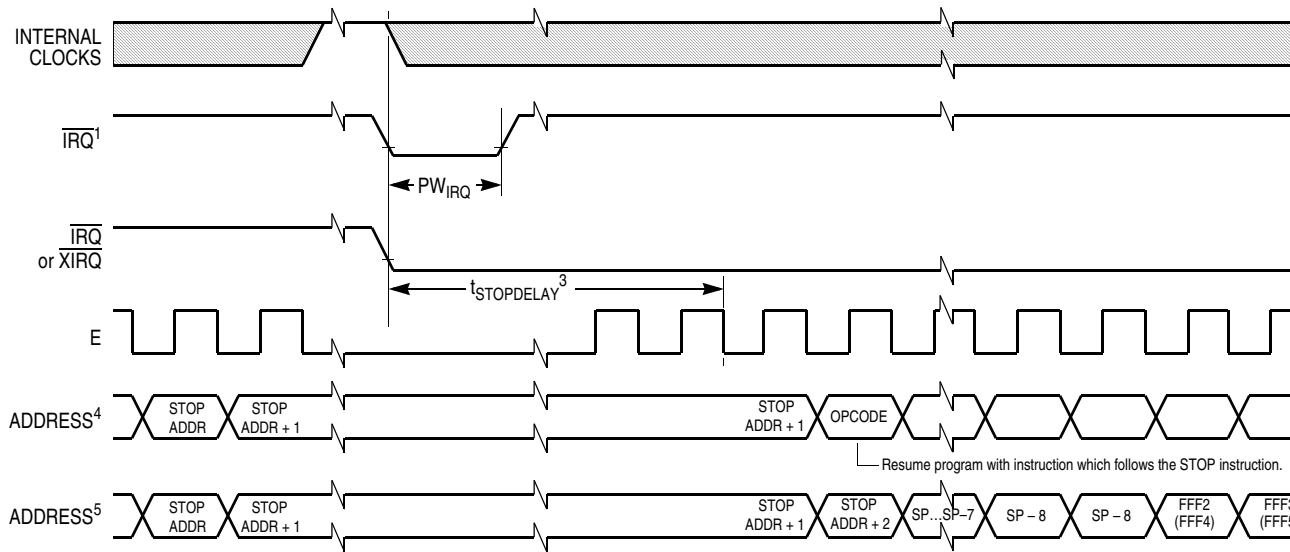 INTERNAL
CLOCKS
IRQ1
PWIRQ
IRQ
or XIRQ
tSTOPDELAY3
E
ADDRESS4
STOP
ADDR
STOP
ADDR + 1
STOP
ADDR + 1
OPCODE
Resume program with instruction which follows the STOP instruction.
ADDRESS5
STOP
ADDR
STOP
ADDR + 1
STOP
ADDR + 1
STOP
ADDR + 2
SP…SP–7
SP – 8
SP – 8
FFF2
(FFF4)
FFF3
(FFF5